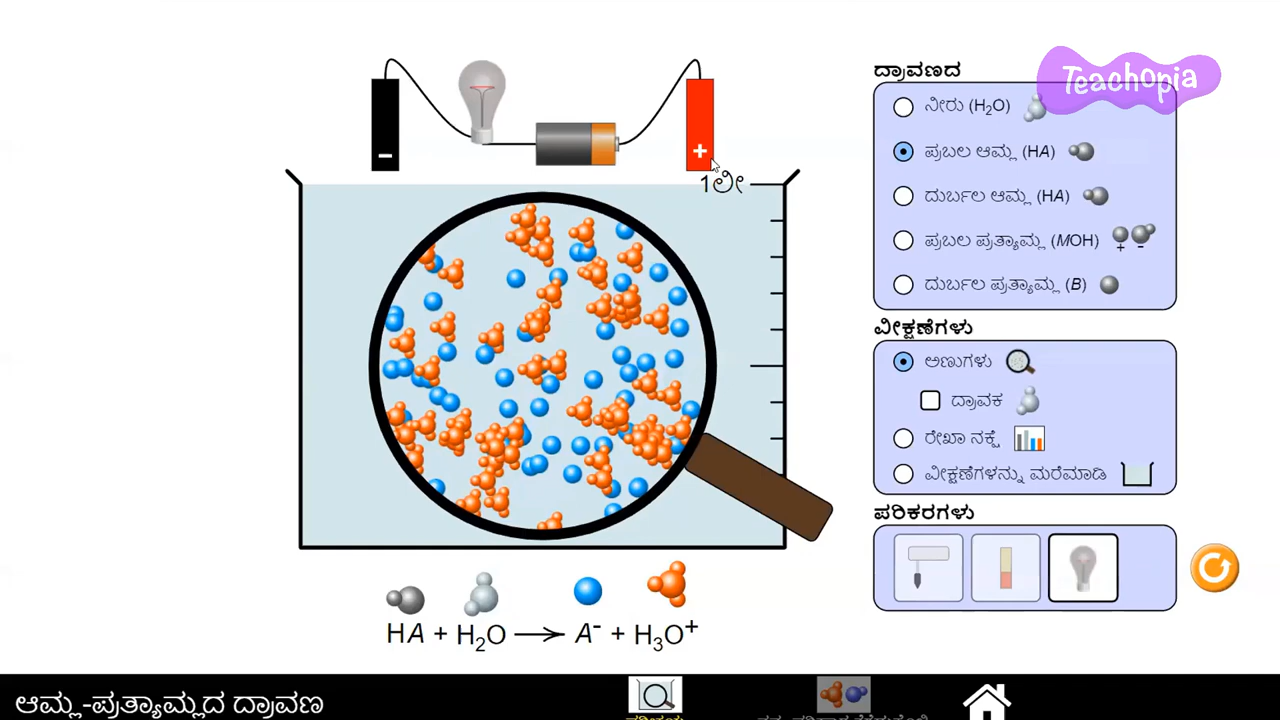 ದ್ರಾವಣದ
Teachopia
ನೀರು (H₂O)
ಪ್ರಬಲ ಆಮ್ಲ (HA)
ದುರ್ಬಲ ಆಮ್ಲ (HA)
ಪ್ರಬಲ ಪ್ರತ್ಯಾಮ್ಲ (MOH)
+ -
ದುರ್ಬಲ ಪ್ರತ್ಯಾಮ್ಲ (B)
- +
1ಲೀ
ವೀಕ್ಷಣೆಗಳು
ಅಣುಗಳು
ದ್ರಾವಕ
ರೇಖಾ ನಕ್ಷೆ
ವೀಕ್ಷಣೆಗಳನ್ನು ಮರೆಮಾಡಿ
ಪರಿಕರಗಳು
HA + H₂O → A⁻ + H₃O⁺
ಆಮ್ಲ-ಪ್ರತ್ಯಾಮ್ಲದ ದ್ರಾವಣ